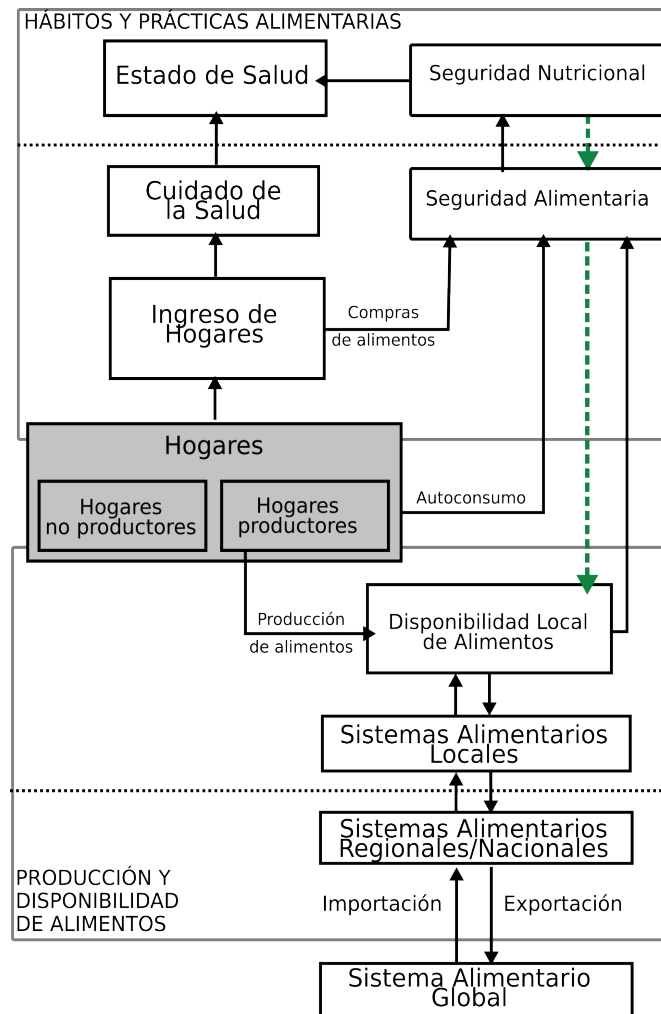 HÁBITOS Y PRÁCTICAS ALIMENTARIAS
Estado de Salud
Seguridad Nutricional
Cuidado de
la Salud
Seguridad Alimentaria
Ingreso de
Hogares
Compras
de alimentos
Hogares
Hogares
no productores
Hogares
productores
Autoconsumo
Producción
de alimentos
Disponibilidad Local
de Alimentos
Sistemas Alimentarios
Locales
Sistemas Alimentarios
Regionales/Nacionales
PRODUCCIÓN Y
DISPONIBILIDAD
DE ALIMENTOS
Importación
Exportación
Sistema Alimentario
Global